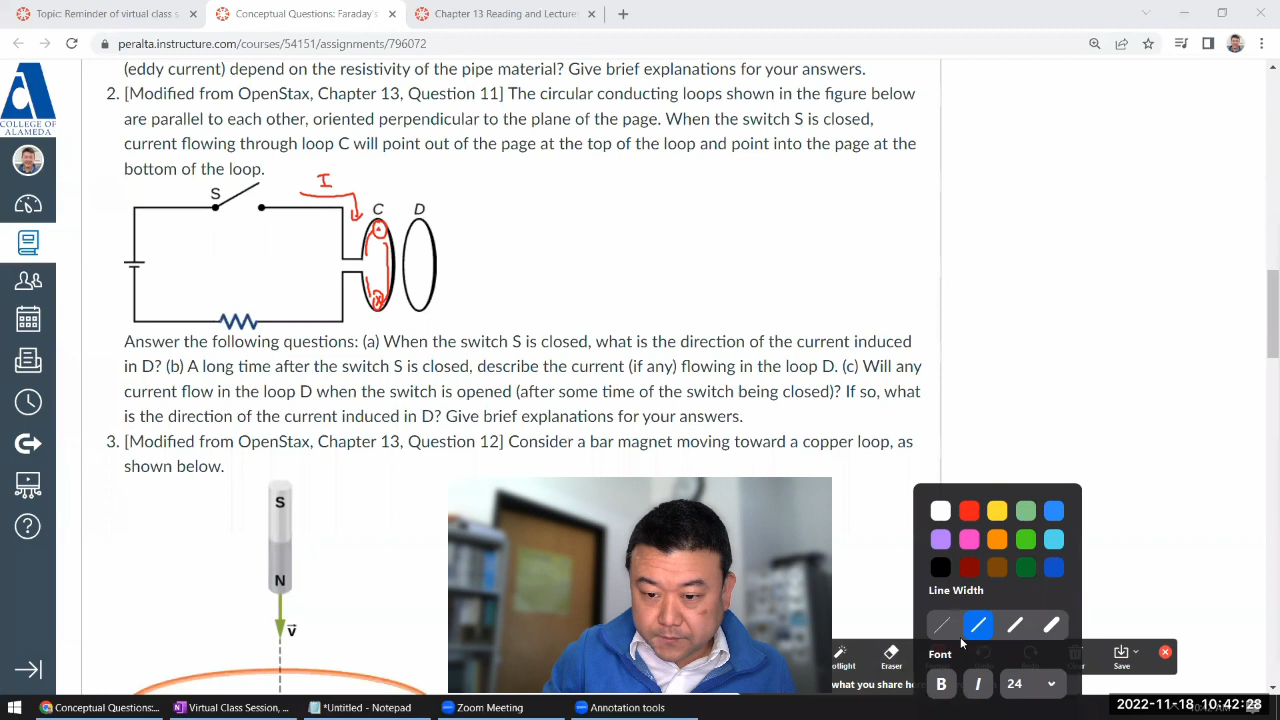 Topic: Reminder of virtual class s
Conceptual Questions: Faraday's
Chapter 13 Reading and Lecture
peralta.instructure.com/courses/54151/assignments/796072
COLLEGE OF
ALAMEDA
(eddy current) depend on the resistivity of the pipe material? Give brief explanations for your answers.
2. [Modified from OpenStax, Chapter 13, Question 11] The circular conducting loops shown in the figure below
are parallel to each other, oriented perpendicular to the plane of the page. When the switch S is closed,
current flowing through loop C will point out of the page at the top of the loop and point into the page at the
bottom of the loop.
S
I
C
D
Answer the following questions: (a) When the switch S is closed, what is the direction of the current induced
in D? (b) A long time after the switch S is closed, describe the current (if any) flowing in the loop D. (c) Will any
current flow in the loop D when the switch is opened (after some time of the switch being closed)? If so, what
is the direction of the current induced in D? Give brief explanations for your answers.
3. [Modified from OpenStax, Chapter 13, Question 12] Consider a bar magnet moving toward a copper loop, as
shown below.
S
N
v
Line Width
Font
B I 24
otlight
Eraser
Save
what you share her
Conceptual Questions:...
Virtual Class Session, ...
*Untitled - Notepad
Zoom Meeting
Annotation tools
2022-11-18 10:42:28